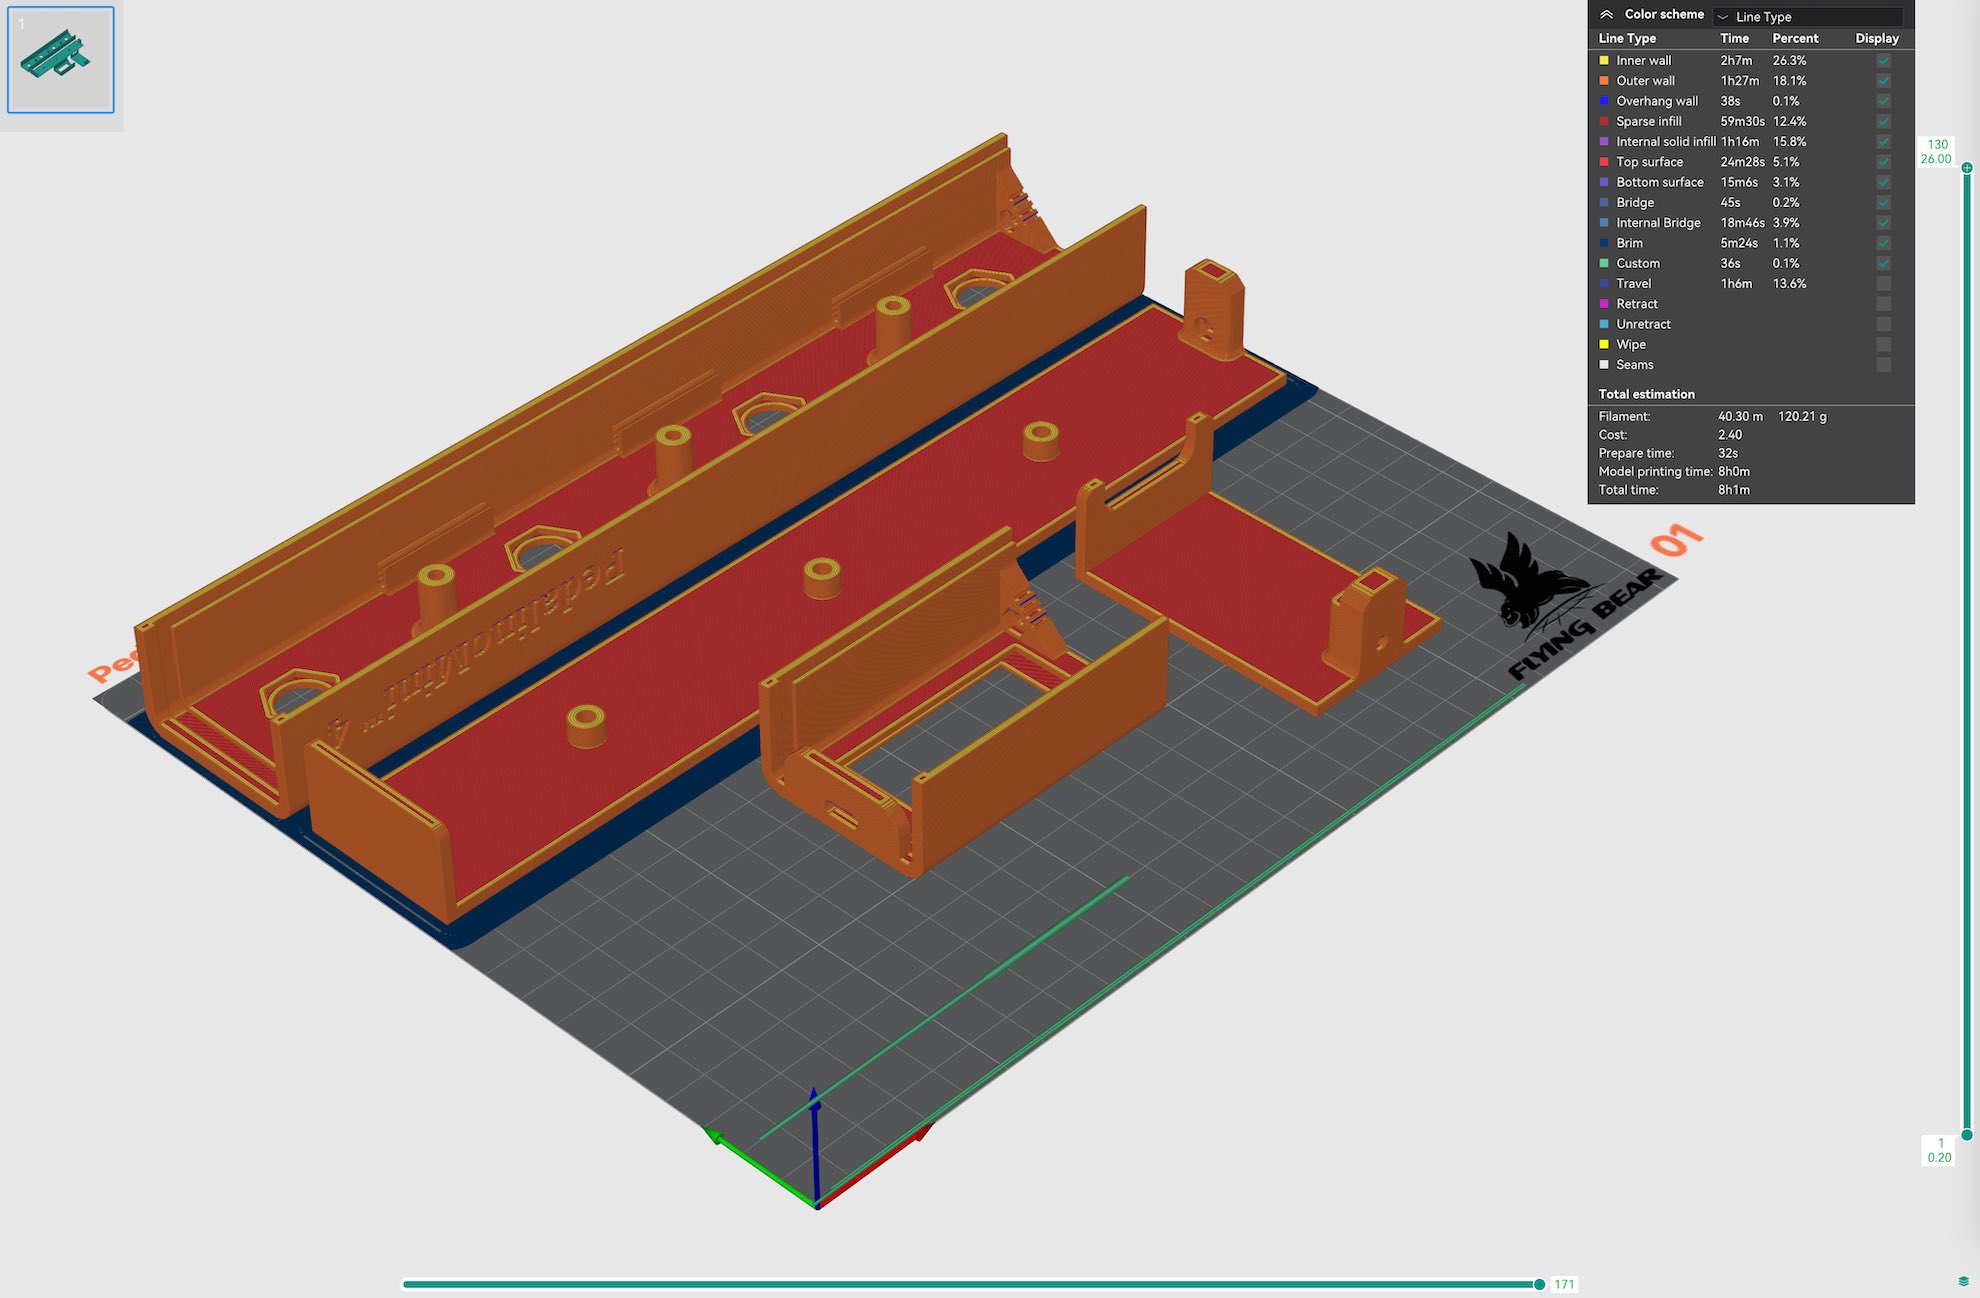 1
Color scheme Line Type
Line Type Time Percent Display
Inner wall 2h7m 26.3%
Outer wall 1h27m 18.1%
Overhang wall 38s 0.1%
Sparse infill 59m30s 12.4%
Internal solid infill 1h16m 15.8%
Top surface 24m28s 5.1%
Bottom surface 15m6s 3.1%
Bridge 45s 0.2%
Internal Bridge 18m46s 3.9%
Brim 5m24s 1.1%
Custom 36s 0.1%
Travel 1h6m 13.6%
Retract
Unretract
Wipe
Seams
Total estimation
Filament: 40.30 m 120.21 g
Cost: 2.40
Prepare time: 32s
Model printing time: 8h0m
Total time: 8h1m
130
26.00
01
FLYING BEAR
PedalinoMini™ 4
1
0.20
171